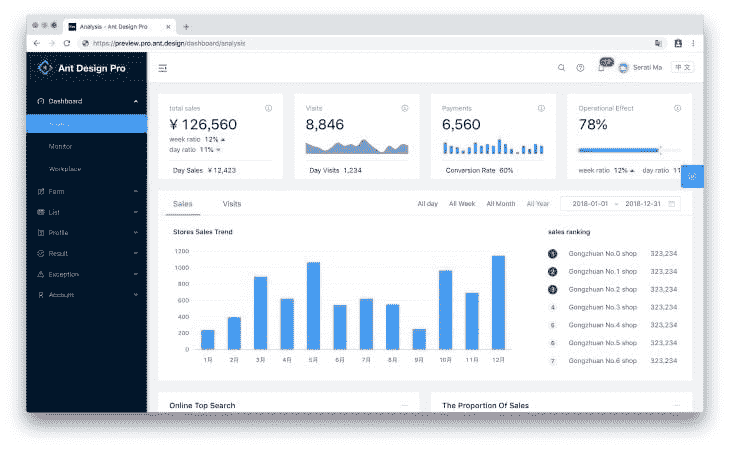 Analysis - Ant Design Pro
https://preview.pro.ant.design/dashboard/analysis
Ant Design Pro
Serati Ma
中 文
Dashboard
Monitor
Workplace
Form
List
Profile
Result
Exception
Account
total sales
¥ 126,560
week ratio 12%
day ratio 11%
Day Sales ¥ 12,423
Visits
8,846
Day Visits 1,234
Payments
6,560
Conversion Rate 60%
Operational Effect
78%
week ratio 12% day ratio 11
Sales Visits
All day All Week All Month All Year 2018-01-01 ~ 2018-12-31
Stores Sales Trend
1200
1000
800
600
400
200
0
1月 2月 3月 4月 5月 6月 7月 8月 9月 10月 11月 12月
sales ranking
1 Gongzhuan No.0 shop 323,234
2 Gongzhuan No.1 shop 323,234
3 Gongzhuan No.2 shop 323,234
4 Gongzhuan No.3 shop 323,234
5 Gongzhuan No.4 shop 323,234
6 Gongzhuan No.5 shop 323,234
7 Gongzhuan No.6 shop 323,234
Online Top Search
The Proportion Of Sales